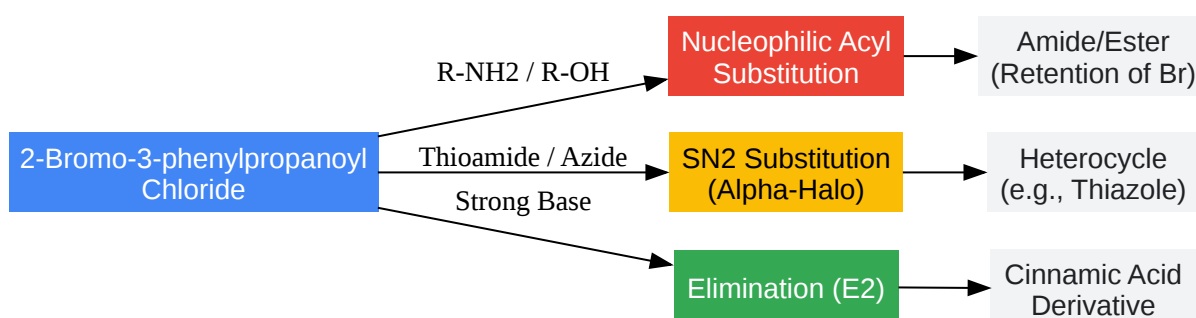 2-Bromo-3-phenylpropanoyl
Chloride
R-NH2 / R-OH
Nucleophilic Acyl
Substitution
Amide/Ester
(Retention of Br)
Thioamide / Azide
SN2 Substitution
(Alpha-Halo)
Heterocycle
(e.g., Thiazole)
Strong Base
Elimination (E2)
Cinnamic Acid
Derivative